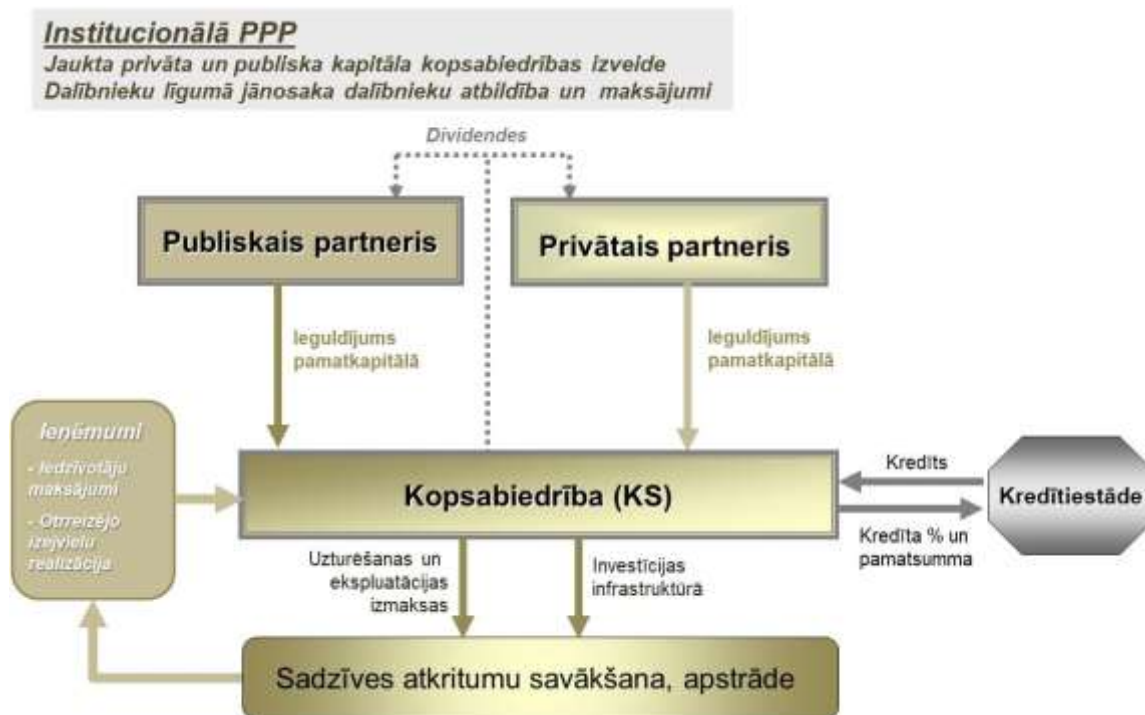 Institucionālā PPP
Jaukta privāta un publiska kapitāla kopsabiedrības izveide
Dalībnieku līgumā jānosaka dalībnieku atbildība un maksājumi
Dividendes
Publiskais partneris
Privātais partneris
Ieguldījums
pamatkapitālā
Ieguldījums
pamatkapitālā
Ieņēmumi
- Iedzīvotāju
maksājumi
- Otrreizējo
izejvielu
realizācija
Kopsabiedrība (KS)
Kredīts
Kredītiestāde
Kredīta % un
pamatsumma
Uzturēšanas un
ekspluatācijas
izmaksas
Investīcijas
infrastruktūrā
Sadzīves atkritumu savākšana, apstrāde